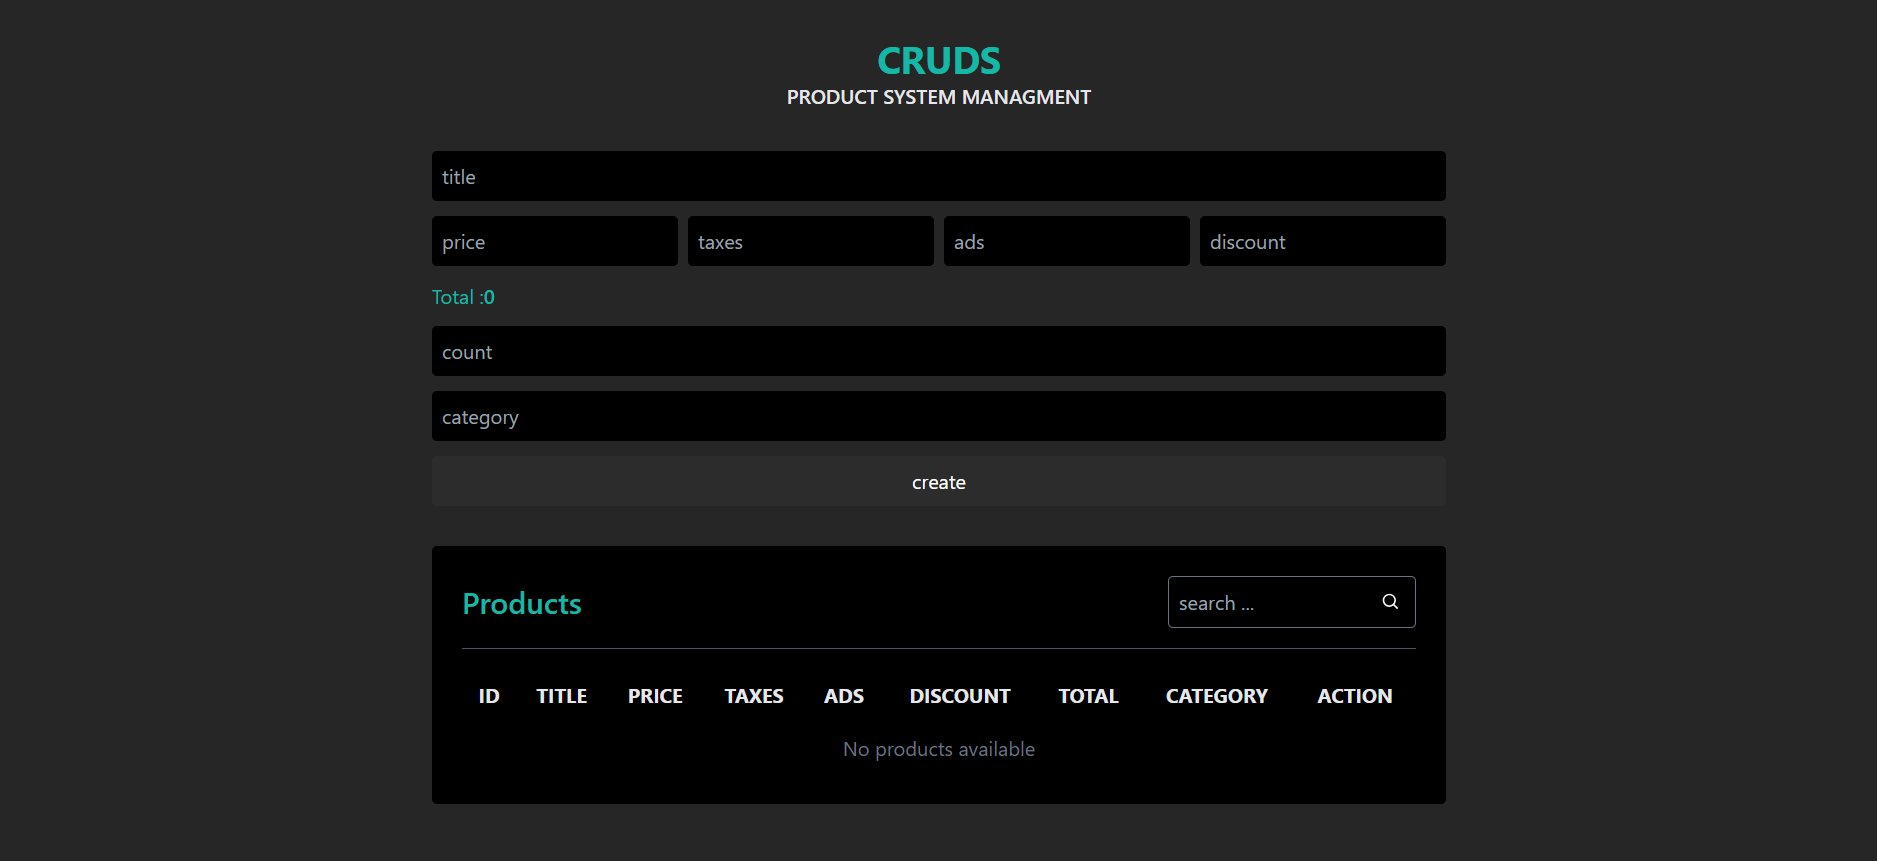 CRUDS
PRODUCT SYSTEM MANAGMENT
title
price taxes ads discount
Total :0
count
category
create
Products search ...
ID TITLE PRICE TAXES ADS DISCOUNT TOTAL CATEGORY ACTION
No products available